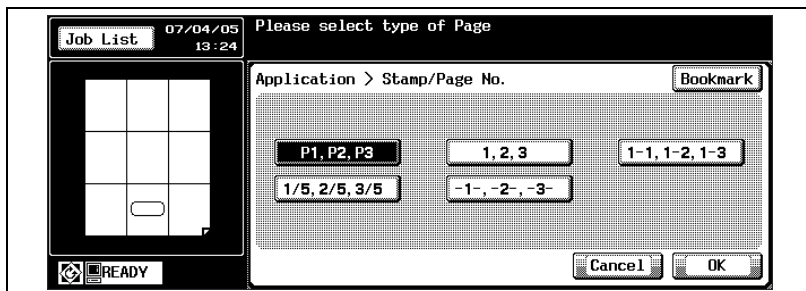 Job List
07/04/05
13:24
Please select type of Page
Application > Stamp/Page No.
Bookmark
P1, P2, P3
1, 2, 3
1-1, 1-2, 1-3
1/5, 2/5, 3/5
-1-, -2-, -3-
READY
Cancel
OK